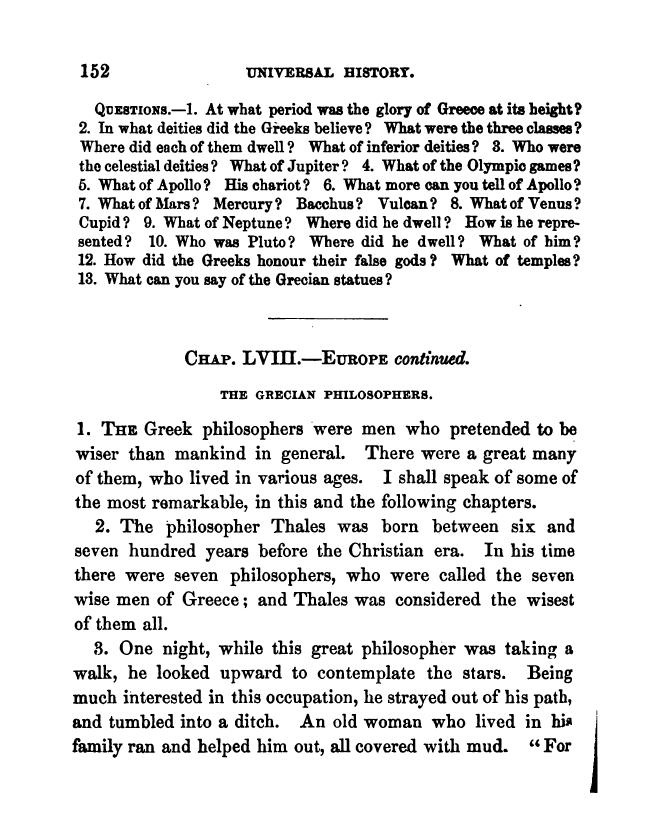 152 UNIVERSAL HISTORY.
QUESTIONS.—1. At what period was the glory of Greece at its height?
2. In what deities did the Greeks believe? What were the three classes?
Where did each of them dwell? What of inferior deities? 3. Who were
the celestial deities? What of Jupiter? 4. What of the Olympic games?
5. What of Apollo? His chariot? 6. What more can you tell of Apollo?
7. What of Mars? Mercury? Bacchus? Vulcan? 8. What of Venus?
Cupid? 9. What of Neptune? Where did he dwell? How is he repre-
sented? 10. Who was Pluto? Where did he dwell? What of him?
12. How did the Greeks honour their false gods? What of temples?
13. What can you say of the Grecian statues?
CHAP. LVIII.—EUROPE continued.
THE GRECIAN PHILOSOPHERS.
1. THE Greek philosophers were men who pretended to be
wiser than mankind in general. There were a great many
of them, who lived in various ages. I shall speak of some of
the most remarkable, in this and the following chapters.
2. The philosopher Thales was born between six and
seven hundred years before the Christian era. In his time
there were seven philosophers, who were called the seven
wise men of Greece; and Thales was considered the wisest
of them all.
3. One night, while this great philosopher was taking a
walk, he looked upward to contemplate the stars. Being
much interested in this occupation, he strayed out of his path,
and tumbled into a ditch. An old woman who lived in his
family ran and helped him out, all covered with mud. "For